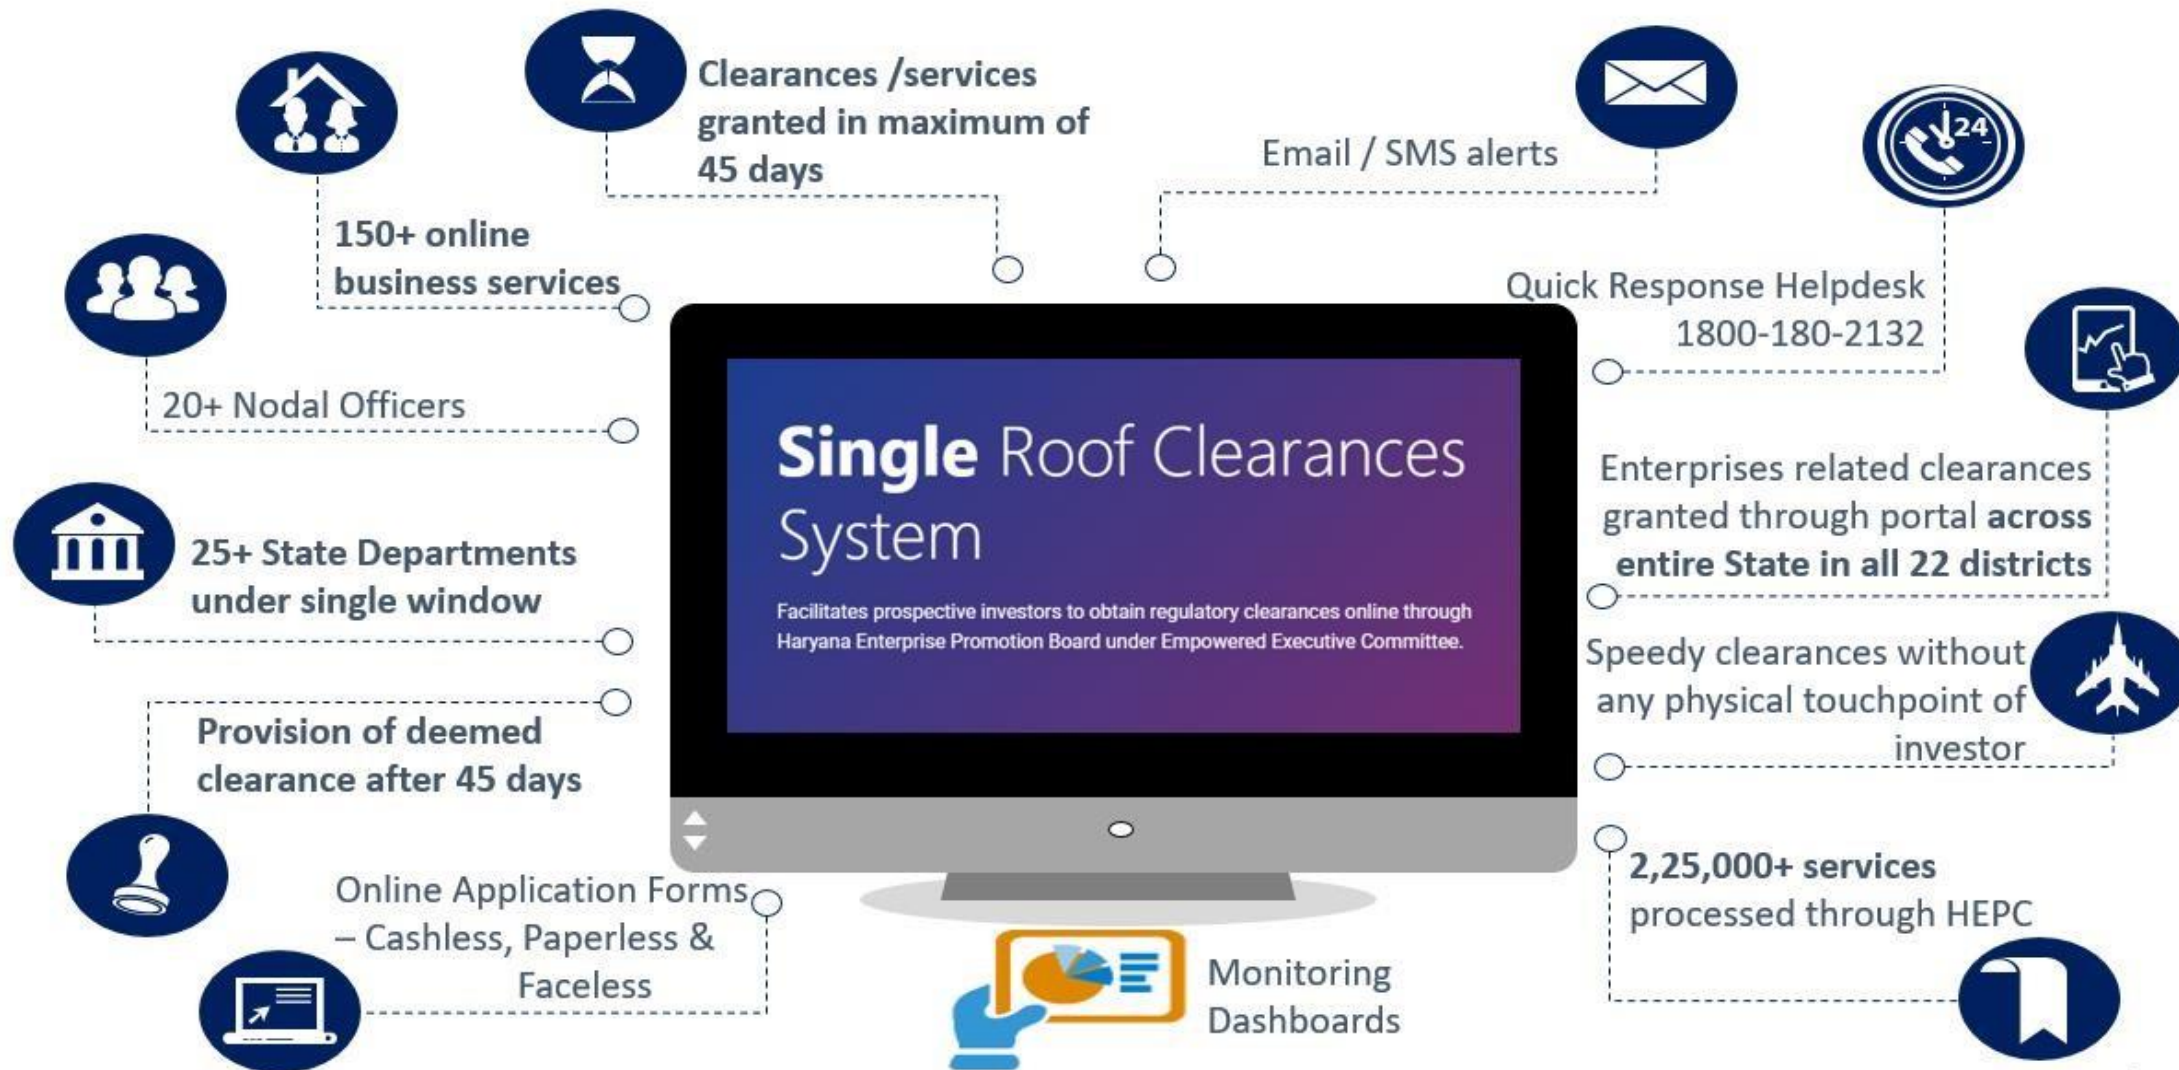 Clearances /services
granted in maximum of
45 days
Email / SMS alerts
24
150+ online
business services
Quick Response Helpdesk
1800-180-2132
20+ Nodal Officers
Single Roof Clearances
System
Facilitates prospective investors to obtain regulatory clearances online through
Haryana Enterprise Promotion Board under Empowered Executive Committee.
Enterprises related clearances
granted through portal across
entire State in all 22 districts
25+ State Departments
under single window
Speedy clearances without
any physical touchpoint of
investor
Provision of deemed
clearance after 45 days
2,25,000+ services
processed through HEPC
Online Application Forms
– Cashless, Paperless &
Faceless
Monitoring
Dashboards